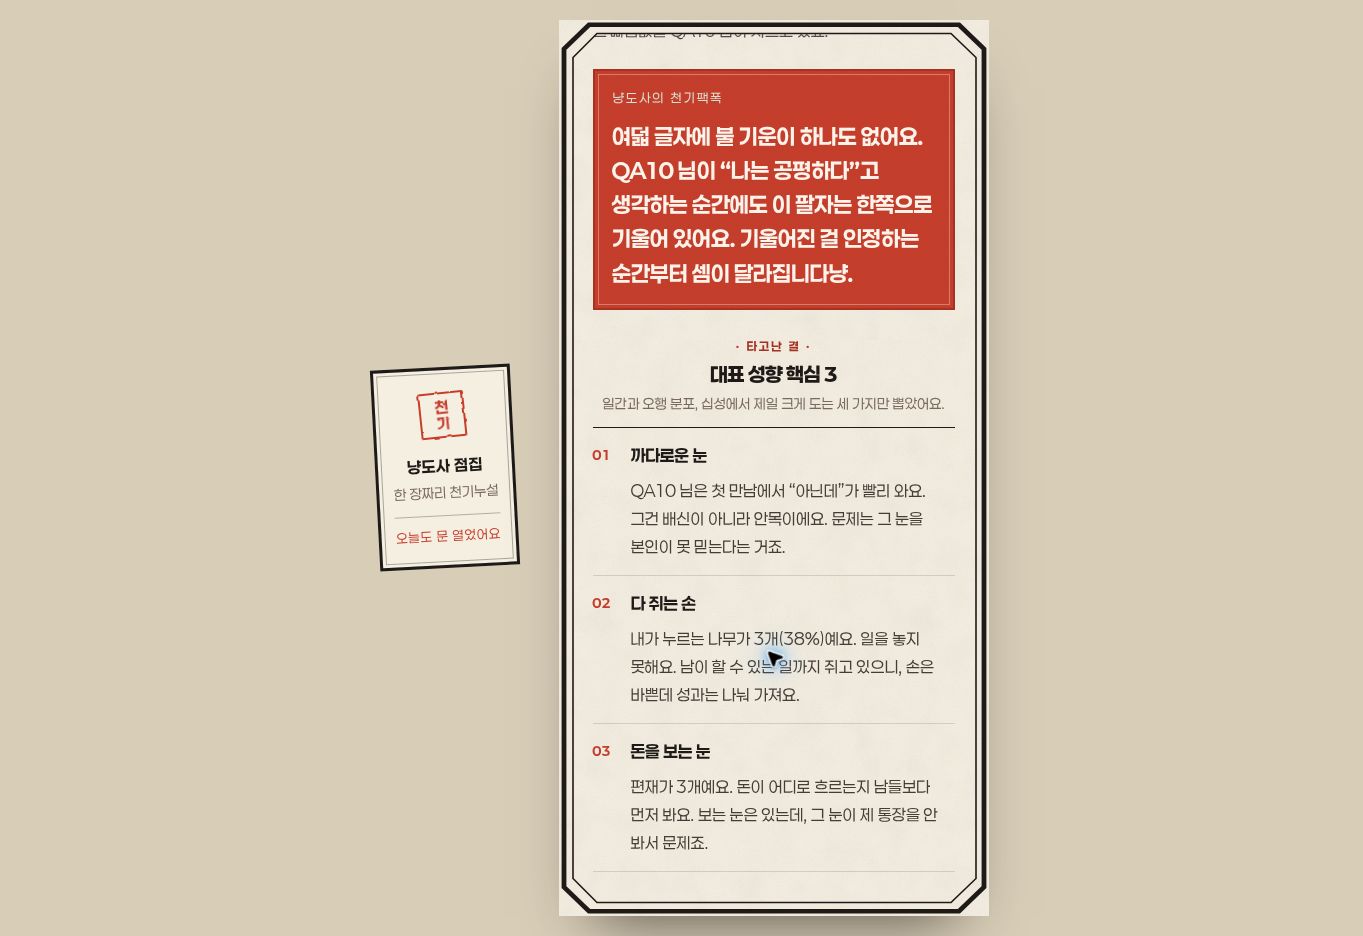 냥도사의 천기팩폭
여덟 글자에 불 기운이 하나도 없어요.
QA10 님이 “나는 공평하다”고
생각하는 순간에도 이 팔자는 한쪽으로
기울어 있어요. 기울어진 걸 인정하는
순간부터 셈이 달라집니다냥.
· 타고난 결 ·
대표 성향 핵심 3
일간과 오행 분포, 십성에서 제일 크게 도는 세 가지만 뽑았어요.
01 까다로운 눈
QA10 님은 첫 만남에서 “아닌데”가 빨리 와요.
그건 배신이 아니라 안목이에요. 문제는 그 눈을
본인이 못 믿는다는 거죠.
02 다 쥐는 손
내가 누르는 나무가 3개(38%)예요. 일을 놓지
못해요. 남이 할 수 있는 일까지 쥐고 있으니, 손은
바쁜데 성과는 나눠 가져요.
03 돈을 보는 눈
편재가 3개예요. 돈이 어디로 흐르는지 남들보다
먼저 봐요. 보는 눈은 있는데, 그 눈이 제 통장을 안
봐서 문제죠.
천
기
냥도사 점집
한 장짜리 천기누설
오늘도 문 열었어요